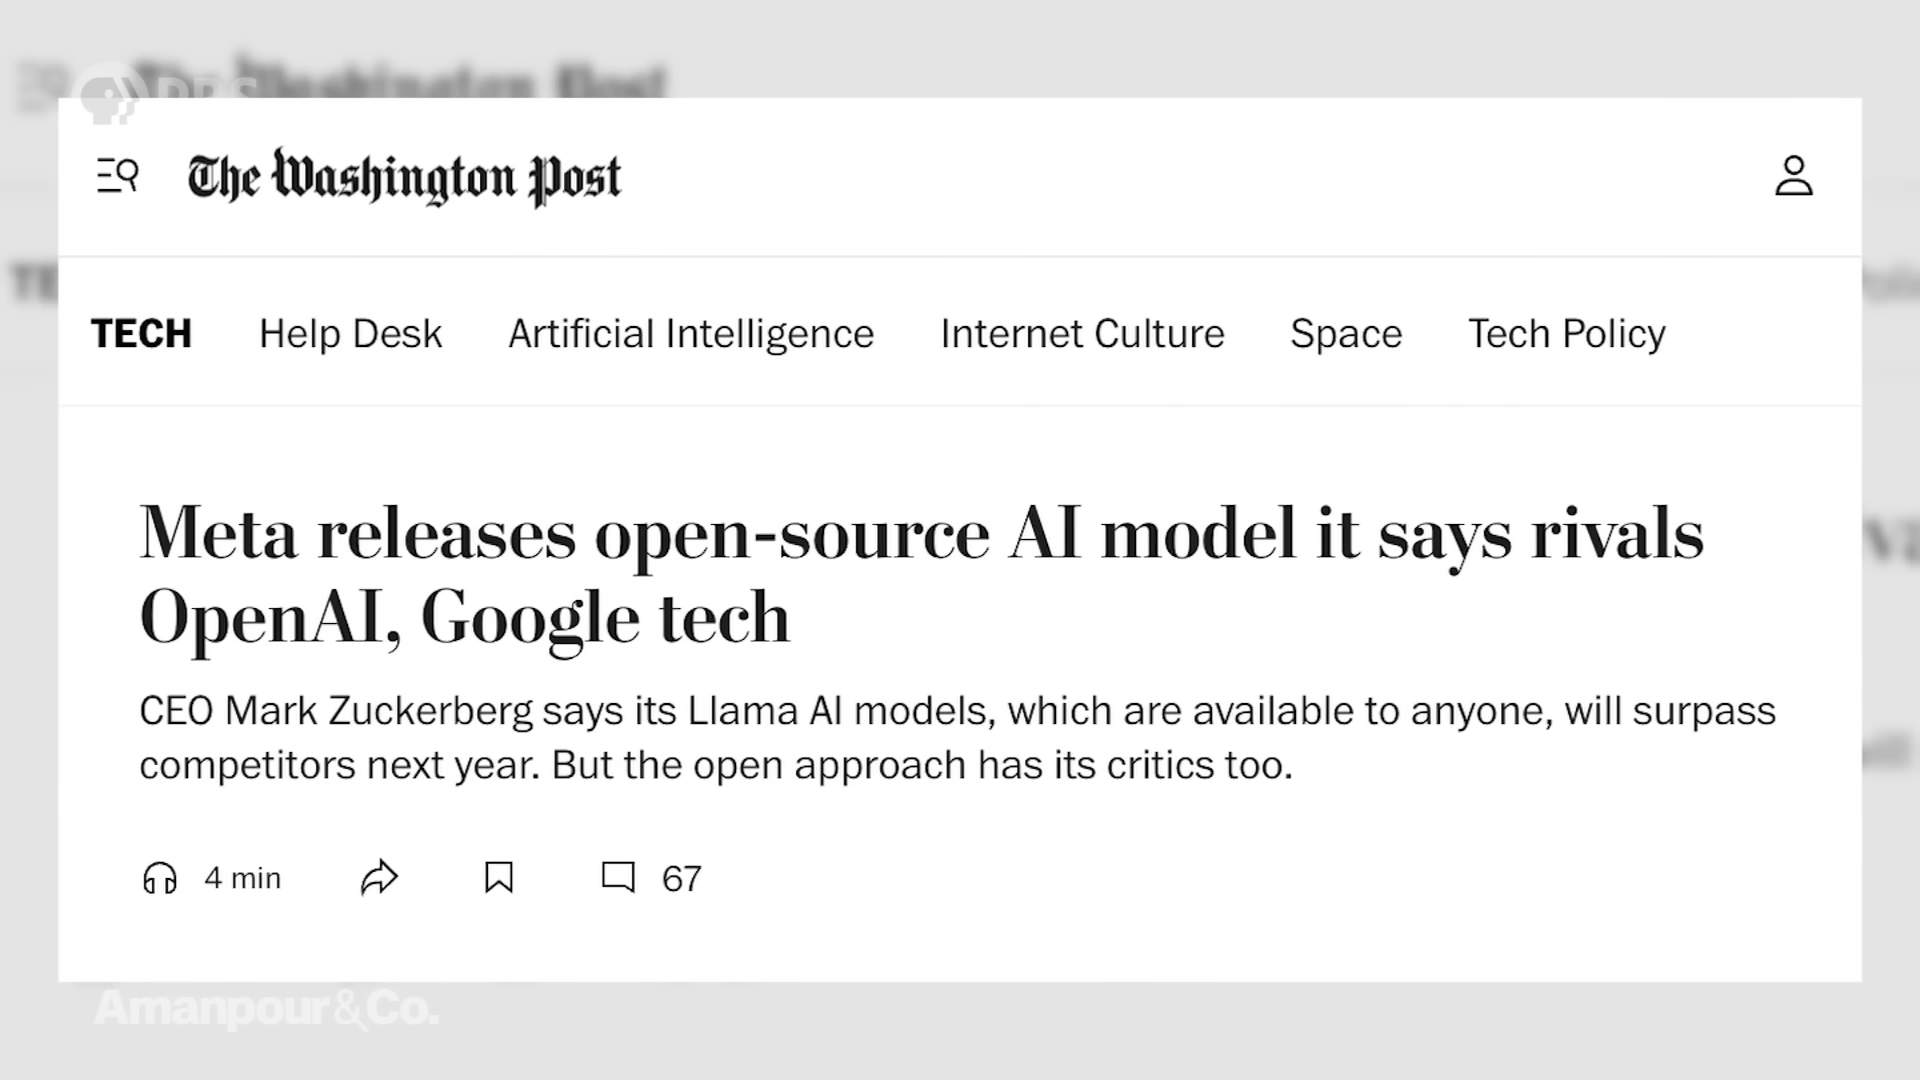 PBS
The Washington Post
TECH Help Desk Artificial Intelligence Internet Culture Space Tech Policy
Meta releases open-source AI model it says rivals
OpenAI, Google tech
CEO Mark Zuckerberg says its Llama AI models, which are available to anyone, will surpass
competitors next year. But the open approach has its critics too.
4 min 67
Amanpour&Co.